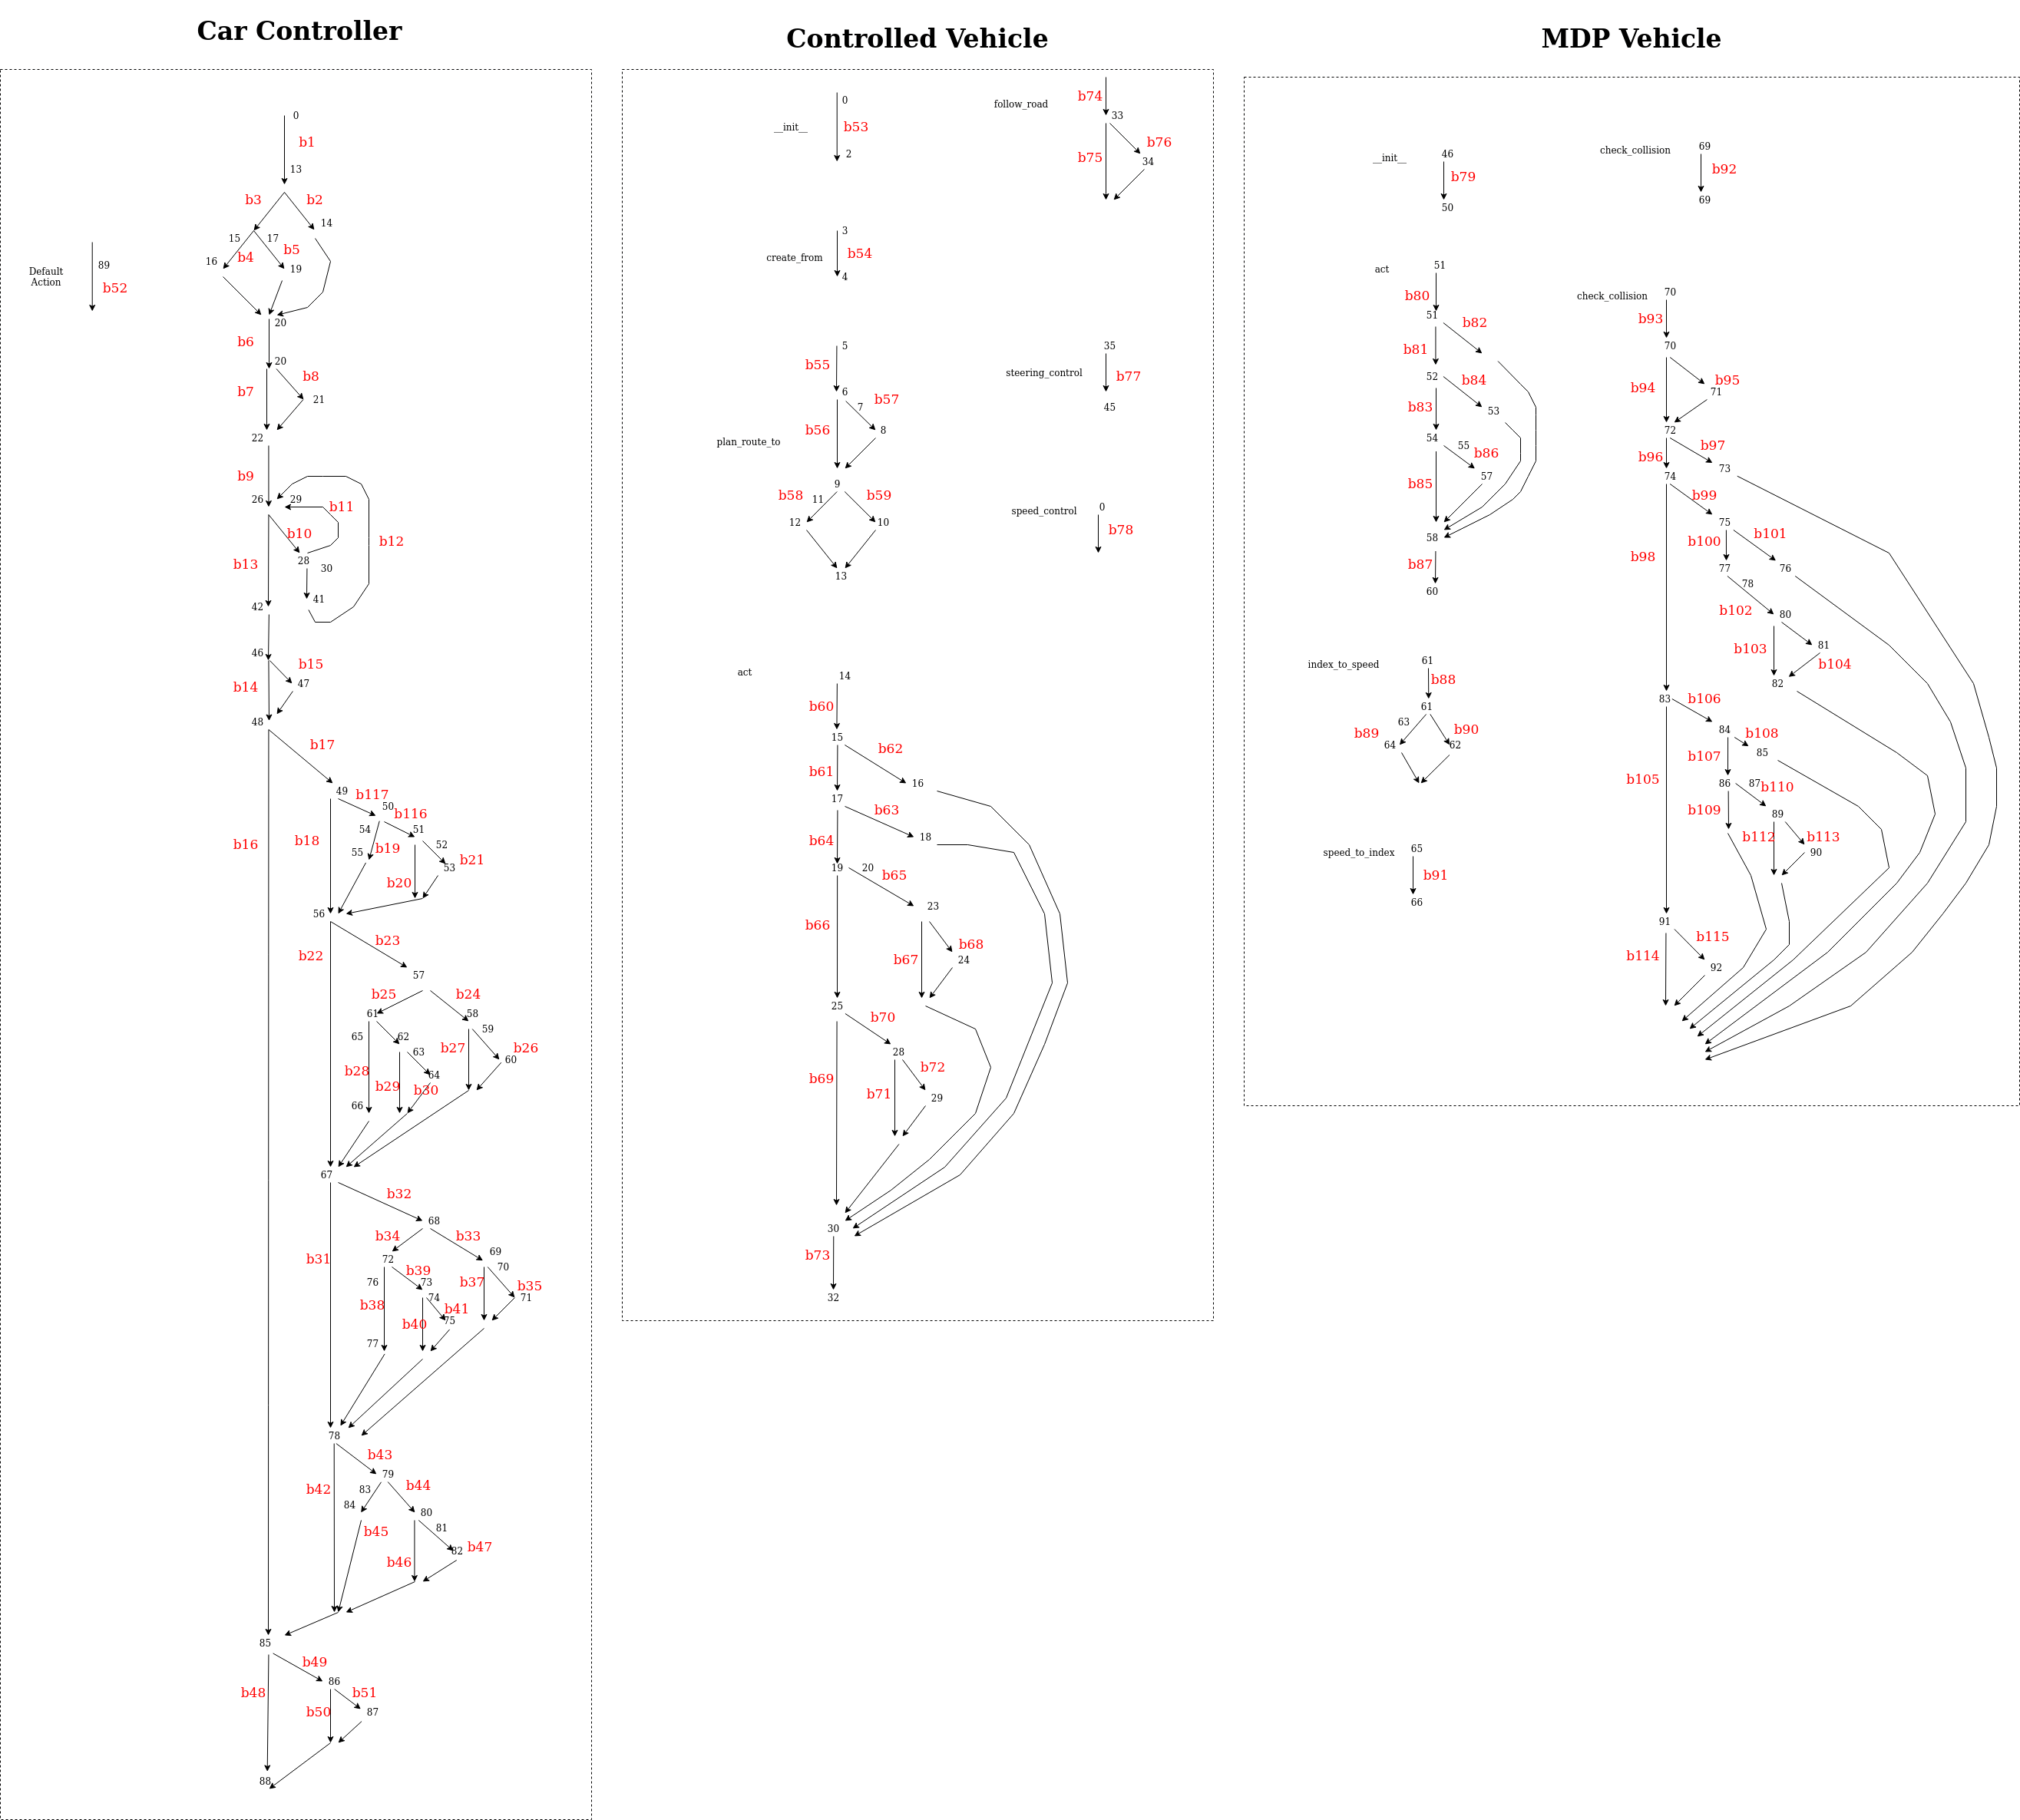 Car Controller
0
b1
13
b3
b2
14
15
17
b5
b4
16
19
20
b6
20
b8
b7
21
22
b9
26
29
b11
b10
b12
28
b13
30
41
42
46
b15
b14
47
48
b17
49
b117
50
b116
54
51
b18
52
b16
55
b19
b21
53
b20
56
b23
b22
57
b25
b24
61
58
65
62
59
63
b27
b26
60
b28
64
b29
b30
66
67
b32
68
b34
b33
69
b31
72
70
b39
76
73
b37
b35
74
71
b38
b41
b40
75
77
78
b43
79
b42
83
b44
84
80
b45
81
b46
82
b47
85
b49
86
b48
b51
b50
87
88
Default
Action
89
b52
Controlled Vehicle
__init__
0
b53
2
create_from
3
b54
4
plan_route_to
5
b55
6
b57
7
b56
8
9
b58
11
b59
12
10
13
act
14
b60
15
b62
b61
16
17
b63
b64
18
19
20
b65
23
b66
b68
b67
24
25
b70
28
b72
b69
b71
29
30
b73
32
follow_road
b74
33
b76
b75
34
steering_control
35
b77
45
speed_control
0
b78
MDP Vehicle
__init__
46
b79
50
act
51
b80
51
b82
b81
52
b84
b83
53
54
55
b86
b85
57
58
b87
60
index_to_speed
61
b88
61
63
b89
b90
64
62
speed_to_index
65
b91
66
check_collision
69
b92
69
check_collision
70
b93
70
b94
b95
71
72
b97
b96
73
74
b99
75
b100
b101
b98
77
76
78
b102
80
b103
81
b104
82
83
b106
84
b108
b107
85
b105
86
87
b110
b109
89
b112
b113
90
91
b115
b114
92